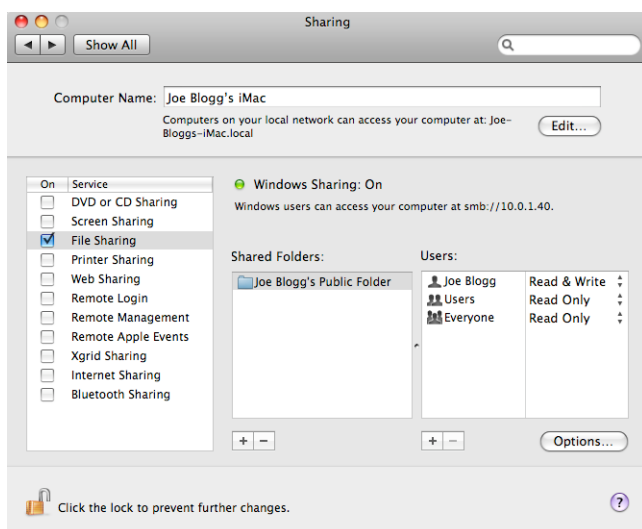 Sharing
Show All
Computer Name: Joe Blogg's iMac
Computers on your local network can access your computer at: Joe-
Bloggs-iMac.local
Edit...
On Service
DVD or CD Sharing
Screen Sharing
File Sharing
Printer Sharing
Web Sharing
Remote Login
Remote Management
Remote Apple Events
Xgrid Sharing
Internet Sharing
Bluetooth Sharing
Windows Sharing: On
Windows users can access your computer at smb://10.0.1.40.
Shared Folders:
Joe Blogg's Public Folder
Users:
Joe Blogg Read & Write
Users Read Only
Everyone Read Only
+ −
+ −
Options...
Click the lock to prevent further changes.
?